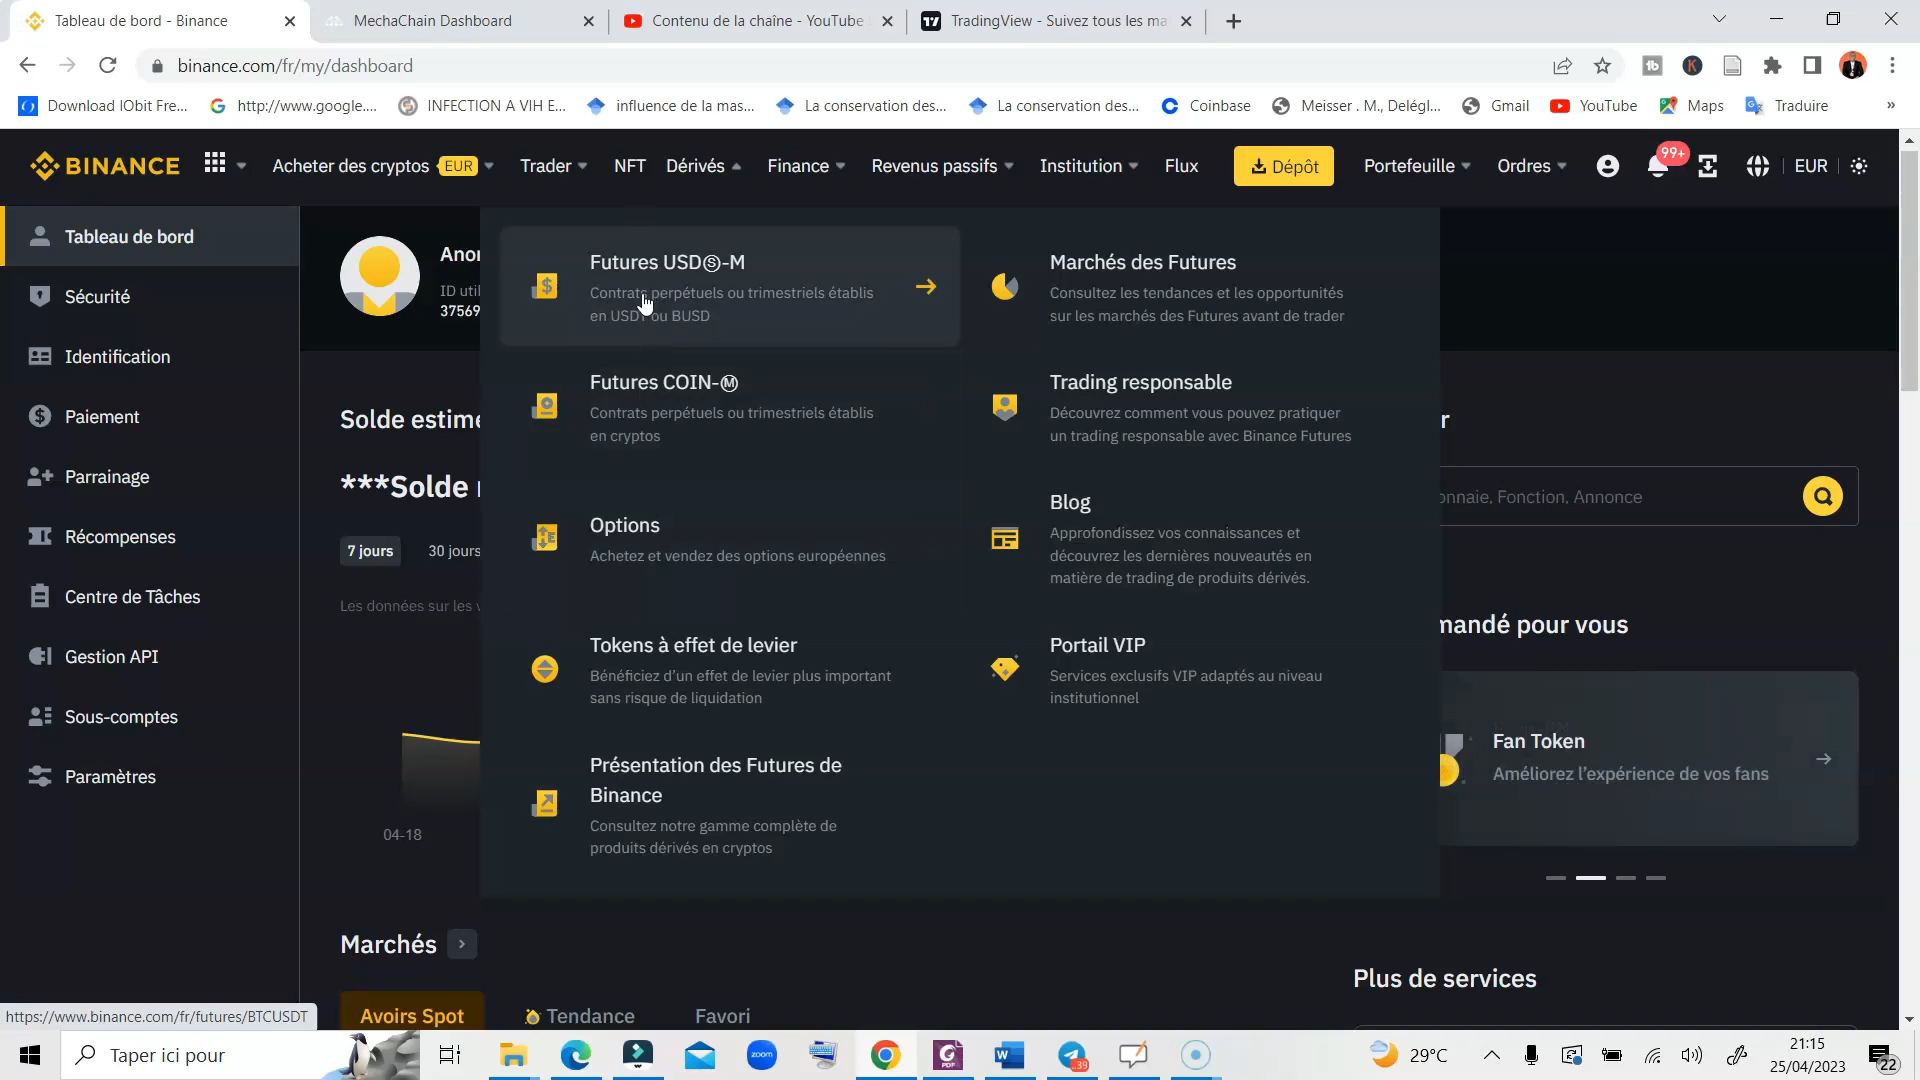 Tableau de bord - Binance
MechaChain Dashboard
Contenu de la chaîne - YouTube
TradingView - Suivez tous les ma
binance.com/fr/my/dashboard
Download IObit Fre...
http://www.google....
INFECTION A VIH E...
influence de la mas...
La conservation des...
La conservation des...
Coinbase
Meisser . M., Delégl...
Gmail
YouTube
Maps
Traduire
»
BINANCE
Acheter des cryptos EUR
Trader
NFT
Dérivés
Finance
Revenus passifs
Institution
Flux
Dépôt
Portefeuille
Ordres
99+
EUR
Tableau de bord
Sécurité
Identification
Paiement
Parrainage
Récompenses
Centre de Tâches
Gestion API
Sous-comptes
Paramètres
Anor
ID util
37569
Solde estimé
***Solde
7 jours
30 jours
Les données sur les v
04-18
Futures USDⓈ-M
Contrats perpétuels ou trimestriels établis
en USDT ou BUSD
Futures COIN-Ⓜ
Contrats perpétuels ou trimestriels établis
en cryptos
Options
Achetez et vendez des options européennes
Tokens à effet de levier
Bénéficiez d’un effet de levier plus important
sans risque de liquidation
Présentation des Futures de
Binance
Consultez notre gamme complète de
produits dérivés en cryptos
Marchés des Futures
Consultez les tendances et les opportunités
sur les marchés des Futures avant de trader
Trading responsable
Découvrez comment vous pouvez pratiquer
un trading responsable avec Binance Futures
Blog
Approfondissez vos connaissances et
découvrez les dernières nouveautés en
matière de trading de produits dérivés.
Portail VIP
Services exclusifs VIP adaptés au niveau
institutionnel
r
onnaie, Fonction, Annonce
mandé pour vous
Fan Token
Améliorez l’expérience de vos fans
Marchés
Avoirs Spot
Tendance
Favori
Plus de services
https://www.binance.com/fr/futures/BTCUSDT
Taper ici pour
zoom
39
29°C
21:15
25/04/2023
22